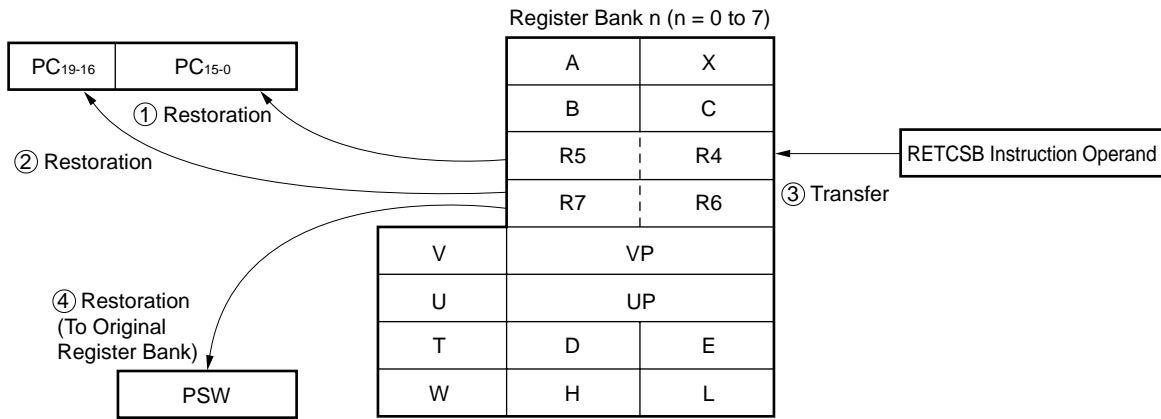 Register Bank n (n = 0 to 7)
PC19-16 PC15-0
A X
① Restoration
B C
② Restoration
R5 R4
RETCSB Instruction Operand
③ Transfer
R7 R6
V VP
U UP
④ Restoration
(To Original
Register Bank)
T D E
PSW
W H L